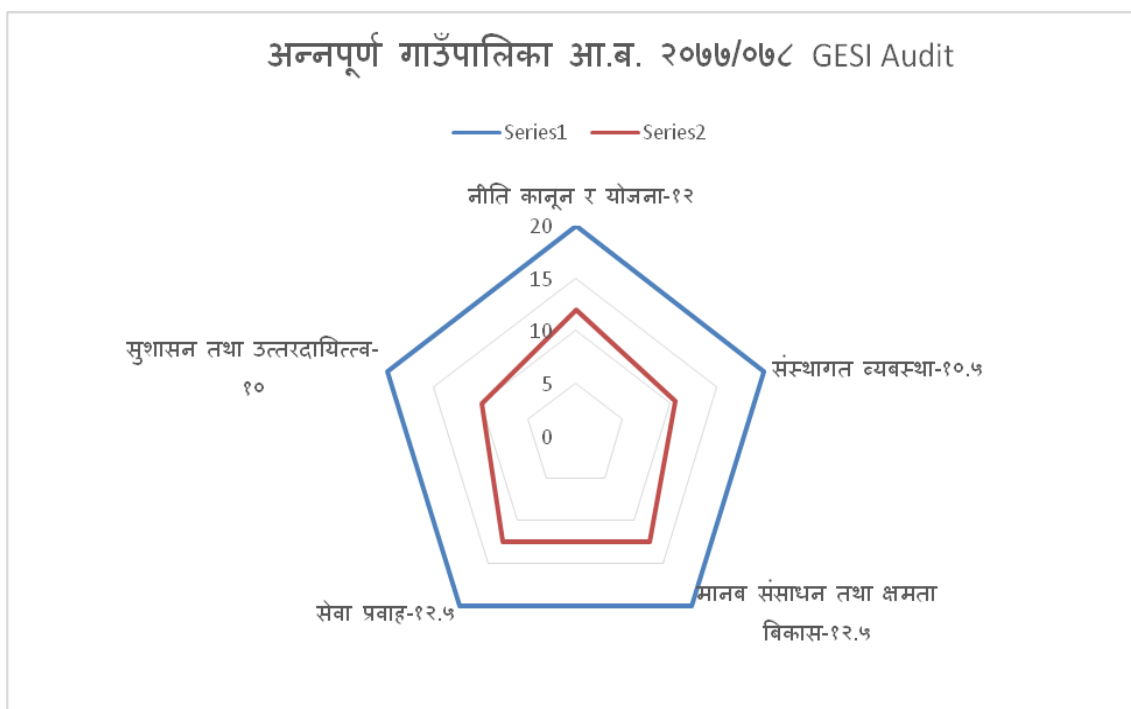 अन्नपूर्ण गाउँपालिका आ.ब. २०७७/०७८ GESI Audit
Series1 Series2
नीति कानून र योजना-१२
20
15
10
5
0
सुशासन तथा उत्तरदायित्त्व-
१०
संस्थागत ब्यबस्था-१०.५
सेवा प्रवाह-१२.५
मानब संसाधन तथा क्षमता
बिकास-१२.५